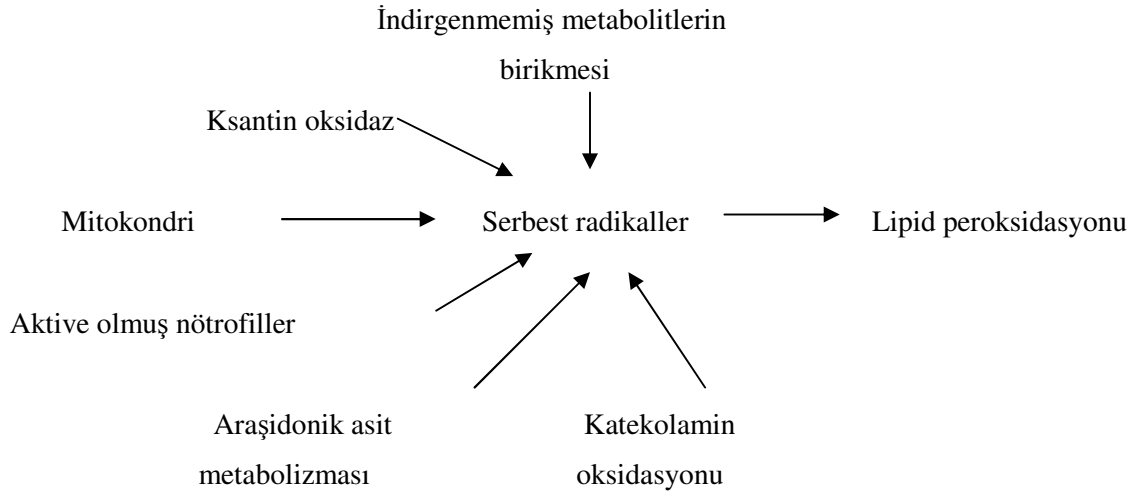 İndirgenmemiş metabolitlerin
birikmesi
Ksantin oksidaz
Mitokondri
Serbest radikaller
Lipid peroksidasyonu
Aktive olmuş nötrofiller
Araşidonik asit
metabolizması
Katekolamin
oksidasyonu